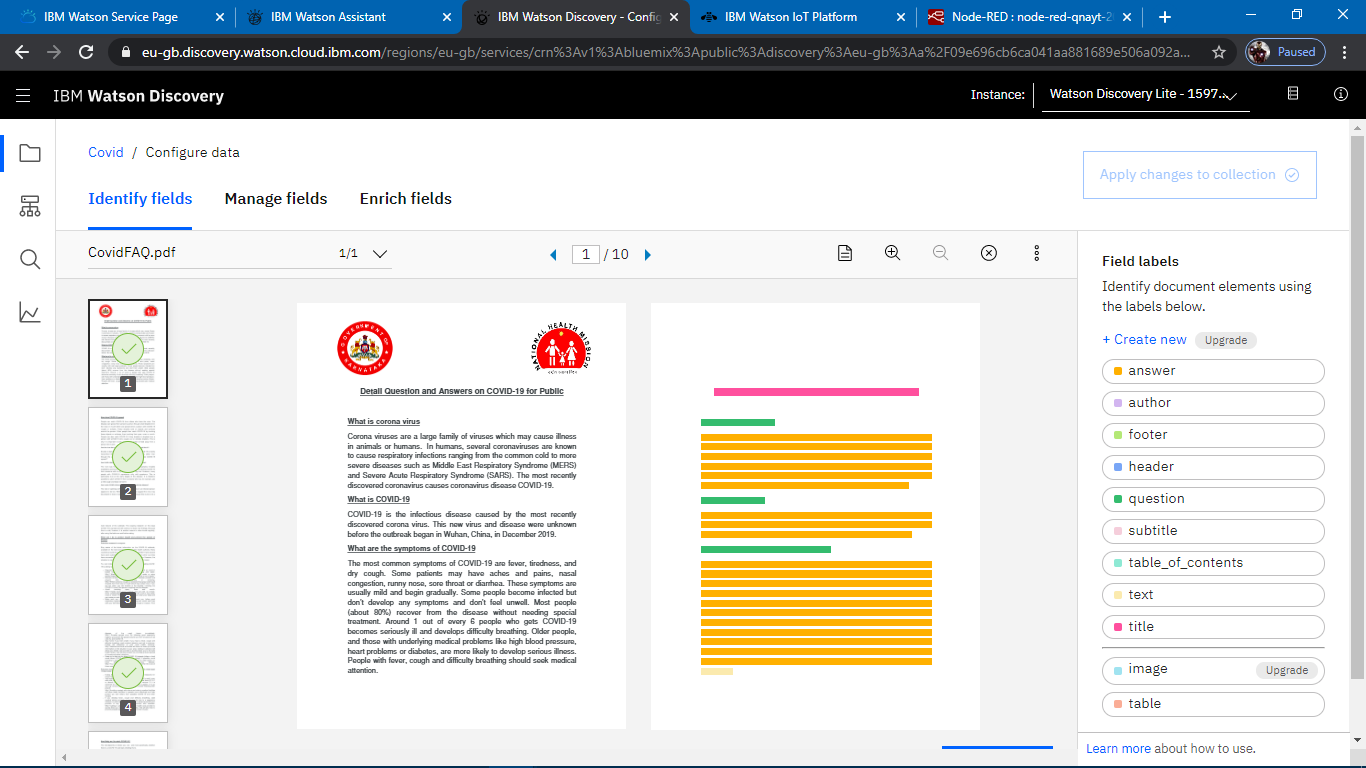 IBM Watson Service Page
IBM Watson Assistant
IBM Watson Discovery - Config
IBM Watson IoT Platform
Node-RED : node-red-qnayt-2
eu-gb.discovery.watson.cloud.ibm.com/regions/eu-gb/services/crn%3Av1%3Abluemix%3Apublic%3Adiscovery%3Aeu-gb%3Aa%2F09e696cb6ca041aa881689e506a092a...
Paused
IBM Watson Discovery
Instance:
Watson Discovery Lite - 1597...
Covid / Configure data
Apply changes to collection
Identify fields
Manage fields
Enrich fields
CovidFAQ.pdf
1/1
1 / 10
1
2
3
4
GOVERNMENT OF
KARNATAKA
NATIONAL HEALTH MISSION
Detail Question and Answers on COVID-19 for Public
What is corona virus
Corona viruses are a large family of viruses which may cause illness
in animals or humans. In humans, several coronaviruses are known
to cause respiratory infections ranging from the common cold to more
severe diseases such as Middle East Respiratory Syndrome (MERS)
and Severe Acute Respiratory Syndrome (SARS). The most recently
discovered coronavirus causes coronavirus disease COVID-19.
What is COVID-19
COVID-19 is the infectious disease caused by the most recently
discovered corona virus. This new virus and disease were unknown
before the outbreak began in Wuhan, China, in December 2019.
What are the symptoms of COVID-19
The most common symptoms of COVID-19 are fever, tiredness, and
dry cough. Some patients may have aches and pains, nasal
congestion, runny nose, sore throat or diarrhea. These symptoms are
usually mild and begin gradually. Some people become infected but
don't develop any symptoms and don't feel unwell. Most people
(about 80%) recover from the disease without needing special
treatment. Around 1 out of every 6 people who gets COVID-19
becomes seriously ill and develops difficulty breathing. Older people,
and those with underlying medical problems like high blood pressure,
heart problems or diabetes, are more likely to develop serious illness.
People with fever, cough and difficulty breathing should seek medical
attention.
Field labels
Identify document elements using
the labels below.
+ Create new
Upgrade
answer
author
footer
header
question
subtitle
table_of_contents
text
title
image
Upgrade
table
Learn more about how to use.